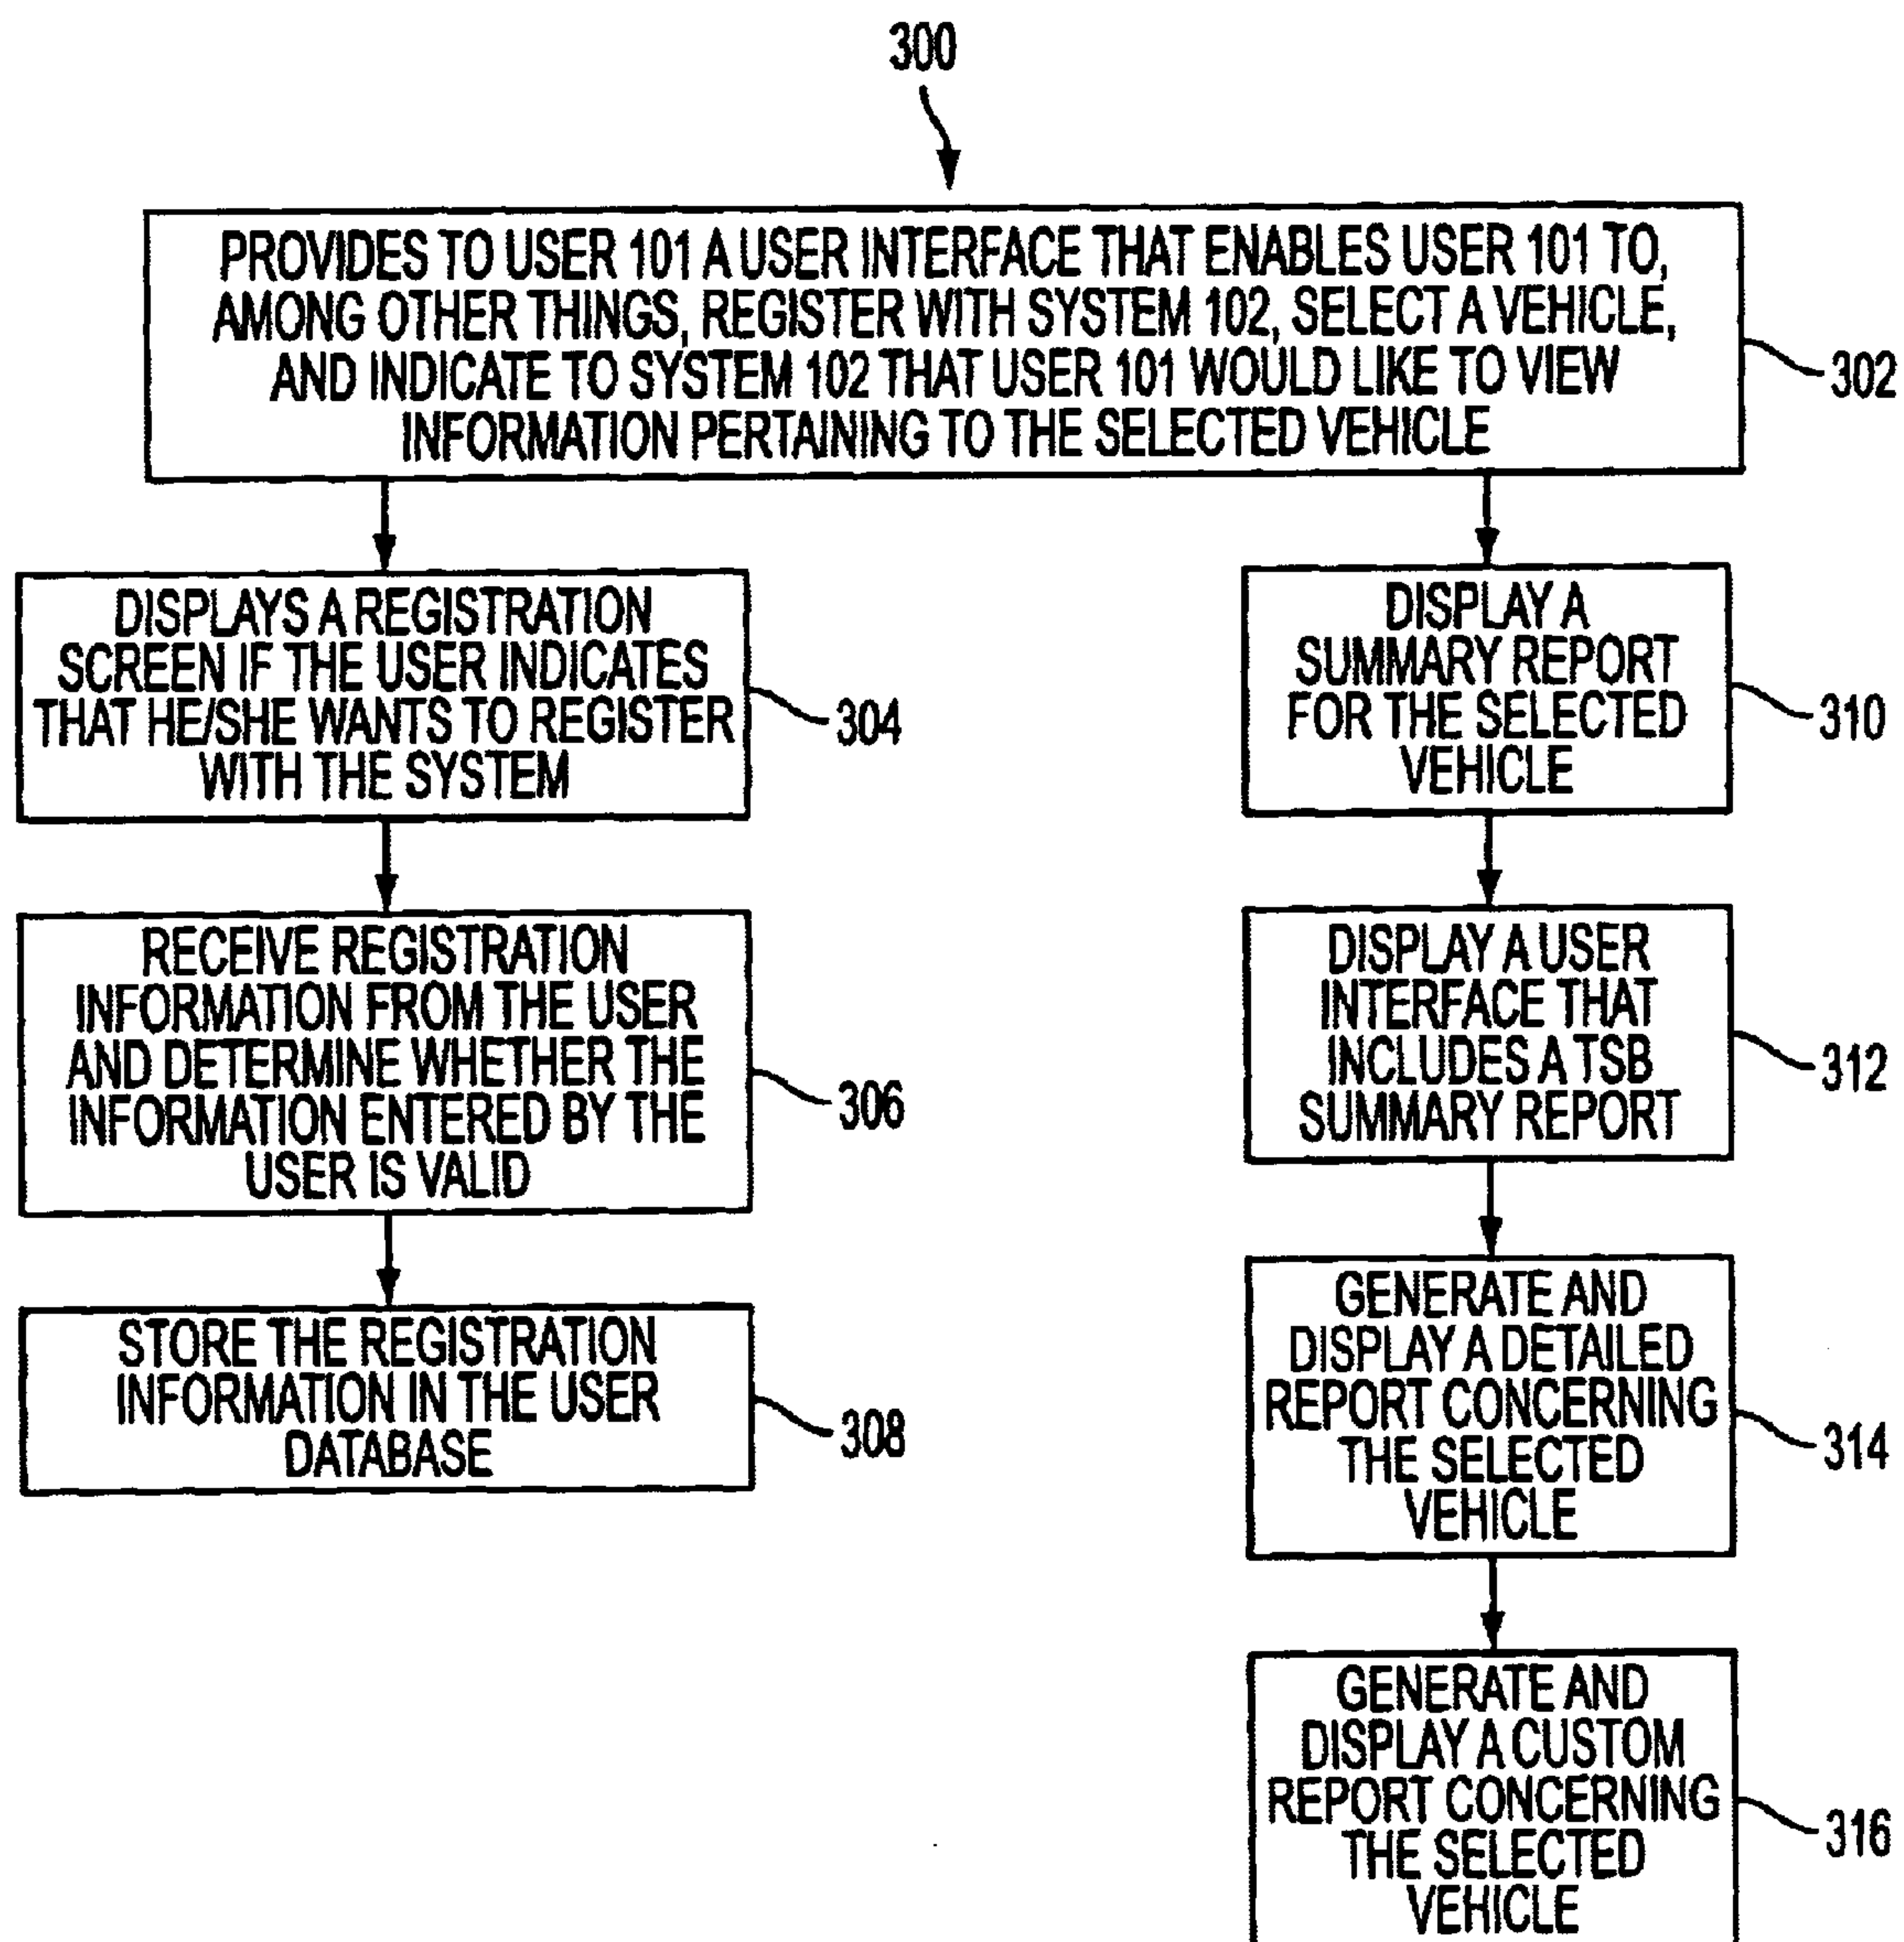 300
PROVIDES TO USER 101 A USER INTERFACE THAT ENABLES USER 101 TO,
AMONG OTHER THINGS, REGISTER WITH SYSTEM 102, SELECT A VEHICLE,
AND INDICATE TO SYSTEM 102 THAT USER 101 WOULD LIKE TO VIEW
INFORMATION PERTAINING TO THE SELECTED VEHICLE
302
DISPLAYS A REGISTRATION
SCREEN IF THE USER INDICATES
THAT HE/SHE WANTS TO REGISTER
WITH THE SYSTEM
304
RECEIVE REGISTRATION
INFORMATION FROM THE USER
AND DETERMINE WHETHER THE
INFORMATION ENTERED BY THE
USER IS VALID
306
STORE THE REGISTRATION
INFORMATION IN THE USER
DATABASE
308
DISPLAY A
SUMMARY REPORT
FOR THE SELECTED
VEHICLE
310
DISPLAY A USER
INTERFACE THAT
INCLUDES A TSB
SUMMARY REPORT
312
GENERATE AND
DISPLAY A DETAILED
REPORT CONCERNING
THE SELECTED
VEHICLE
314
GENERATE AND
DISPLAY A CUSTOM
REPORT CONCERNING
THE SELECTED
VEHICLE
316